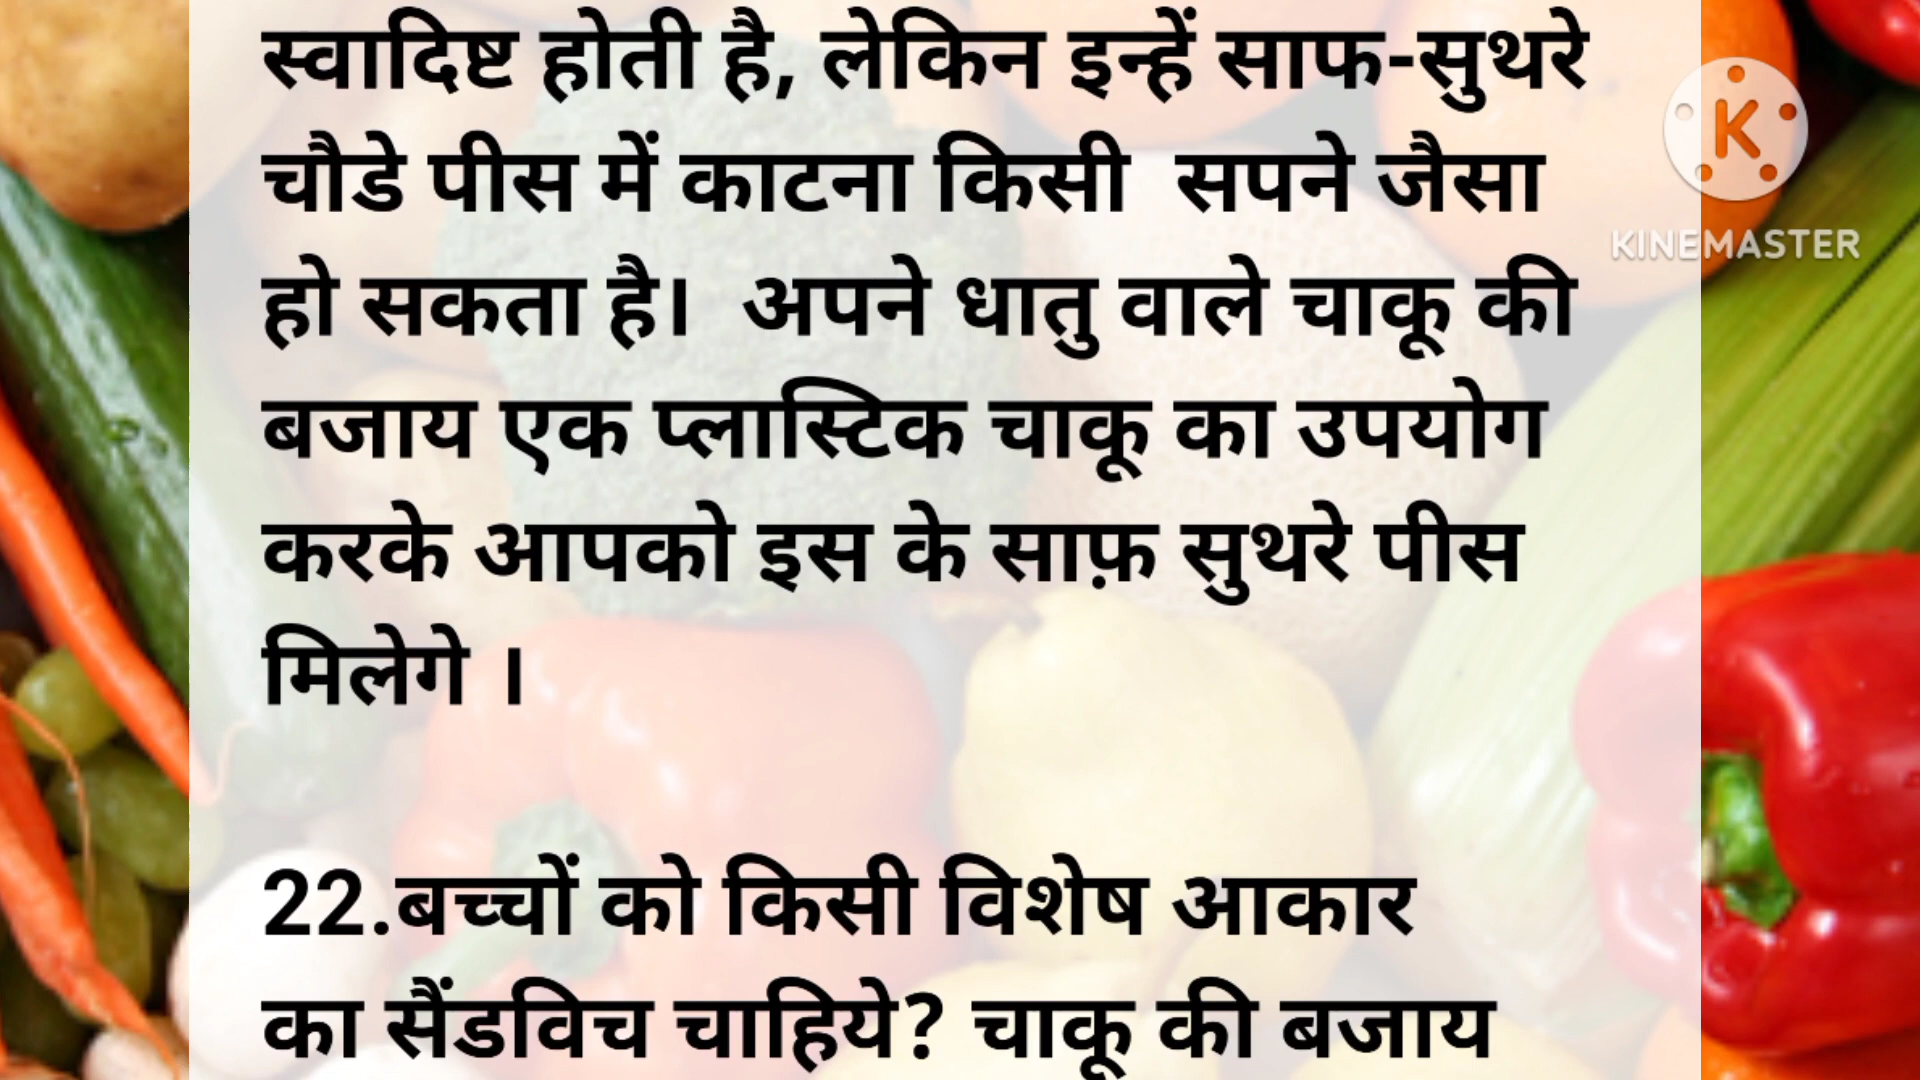 स्वादिष्ट होती है, लेकिन इन्हें साफ-सुथरे
चौडे पीस में काटना किसी  सपने जैसा
हो सकता है।  अपने धातु वाले चाकू की
बजाय एक प्लास्टिक चाकू का उपयोग
करके आपको इस के साफ़ सुथरे पीस
मिलेगे ।
22.बच्चों को किसी विशेष आकार
का सैंडविच चाहिये? चाकू की बजाय
K
KINEMASTER